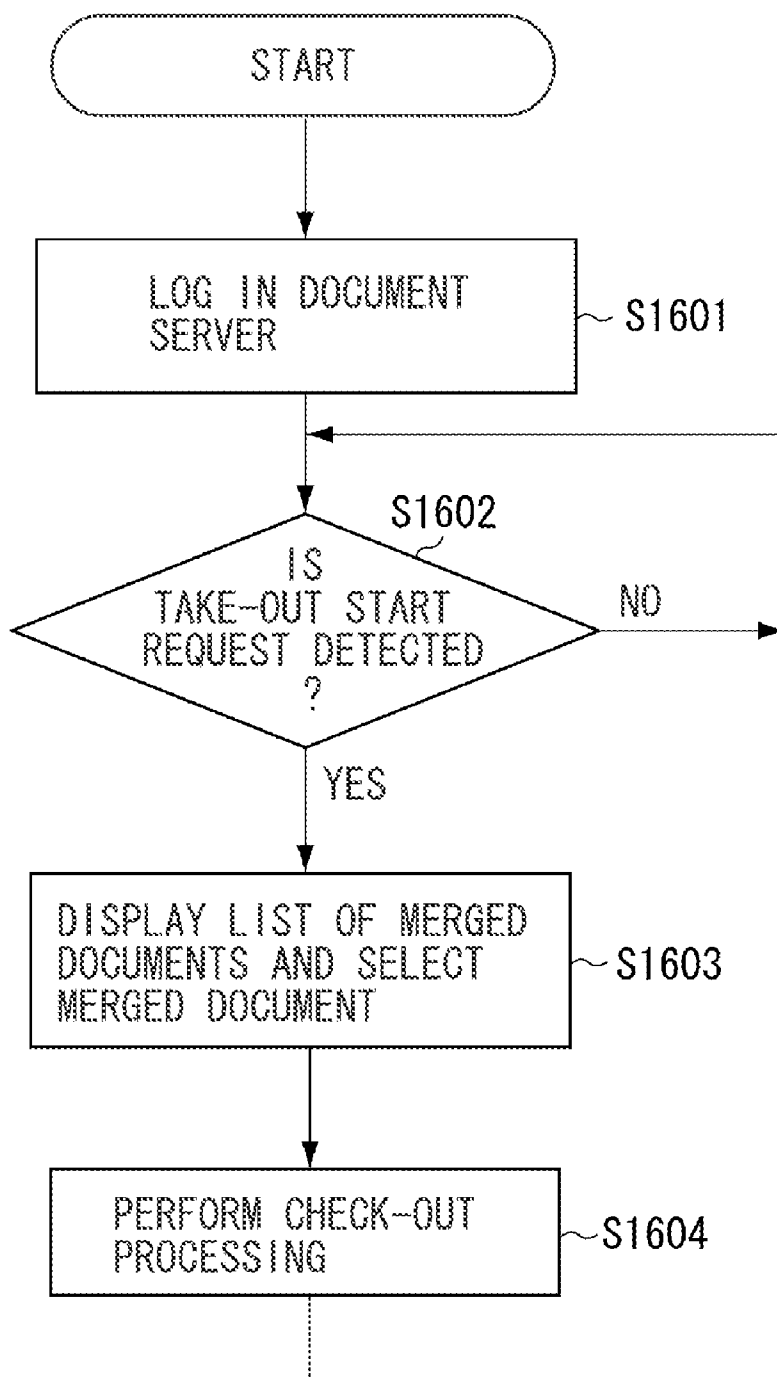 START
LOG IN DOCUMENT
SERVER
S1601
S1602
IS
TAKE-OUT START
REQUEST DETECTED
?
NO
YES
DISPLAY LIST OF MERGED
DOCUMENTS AND SELECT
MERGED DOCUMENT
S1603
PERFORM CHECK-OUT
PROCESSING
S1604